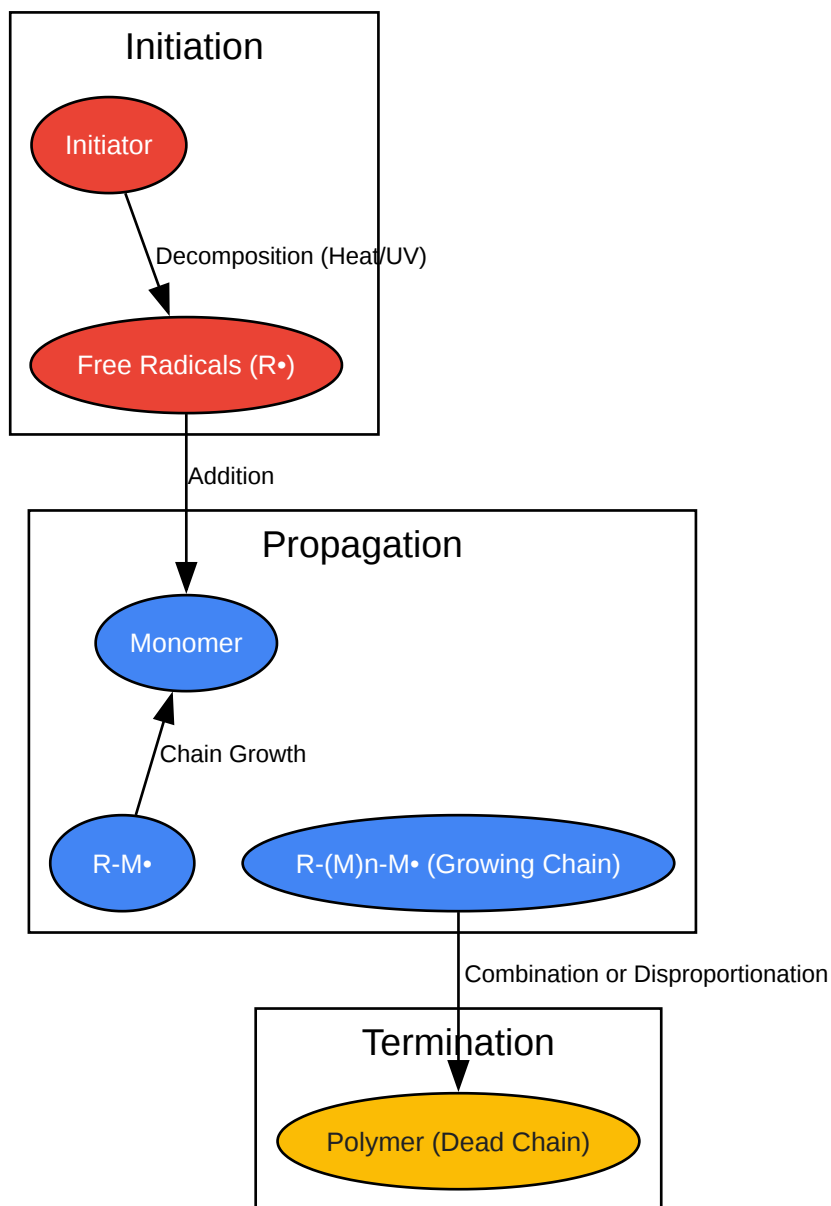 Initiation
Initiator
Decomposition (Heat/UV)
Free Radicals (R•)
Addition
Propagation
Monomer
Chain Growth
R-M•
R-(M)n-M• (Growing Chain)
Combination or Disproportionation
Termination
Polymer (Dead Chain)